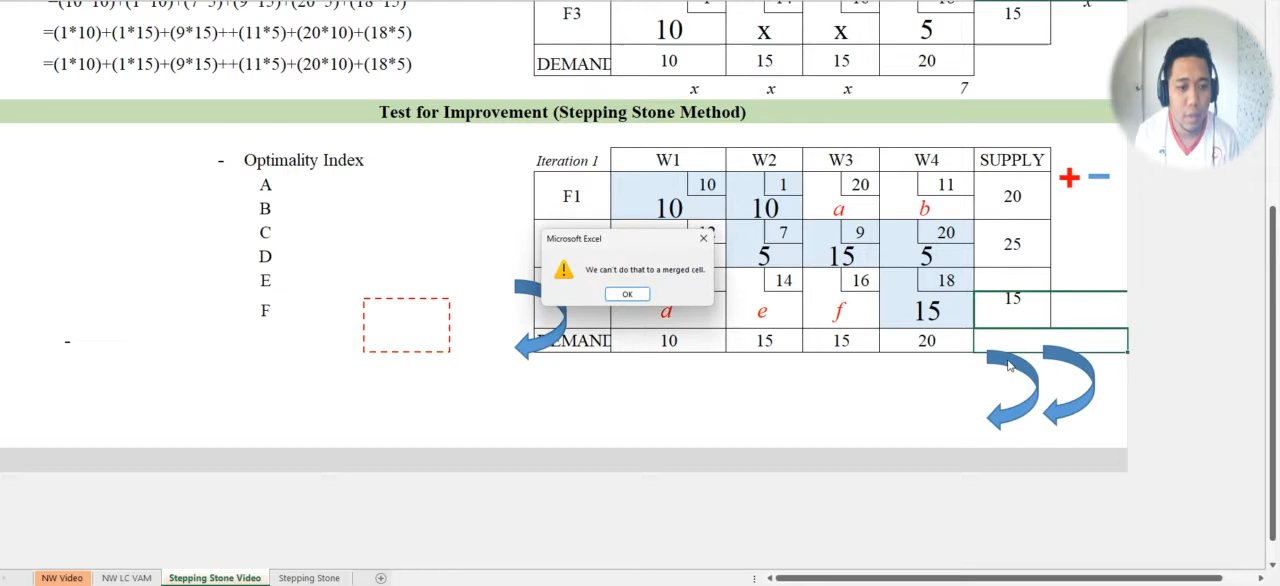 F3 10 x x 5 15 x
=(1*10)+(1*15)+(9*15)++(11*5)+(20*10)+(18*5)
=(1*10)+(1*15)+(9*15)++(11*5)+(20*10)+(18*5)
DEMAND 10 15 15 20
x x x 7
Test for Improvement (Stepping Stone Method)
- Optimality Index
A
B
C
D
E
F
-
Iteration 1 W1 W2 W3 W4 SUPPLY
10 1 20 11
F1 10 10 a b 20
7 9 20
5 15 5 25
14 16 18
d e f 15 15
DEMAND 10 15 15 20
+ −
Microsoft Excel
We can't do that to a merged cell.
OK
NW Video NW LC VAM Stepping Stone Video Stepping Stone